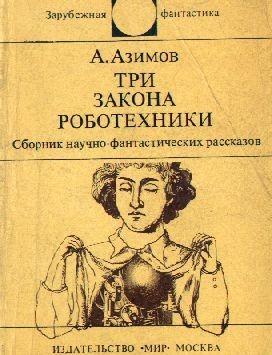 Зарубежная фантастика
А. Азимов
ТРИ
ЗАКОНА
РОБОТЕХНИКИ
Сборник научно-фантастических рассказов
ИЗДАТЕЛЬСТВО •МИР• МОСКВА